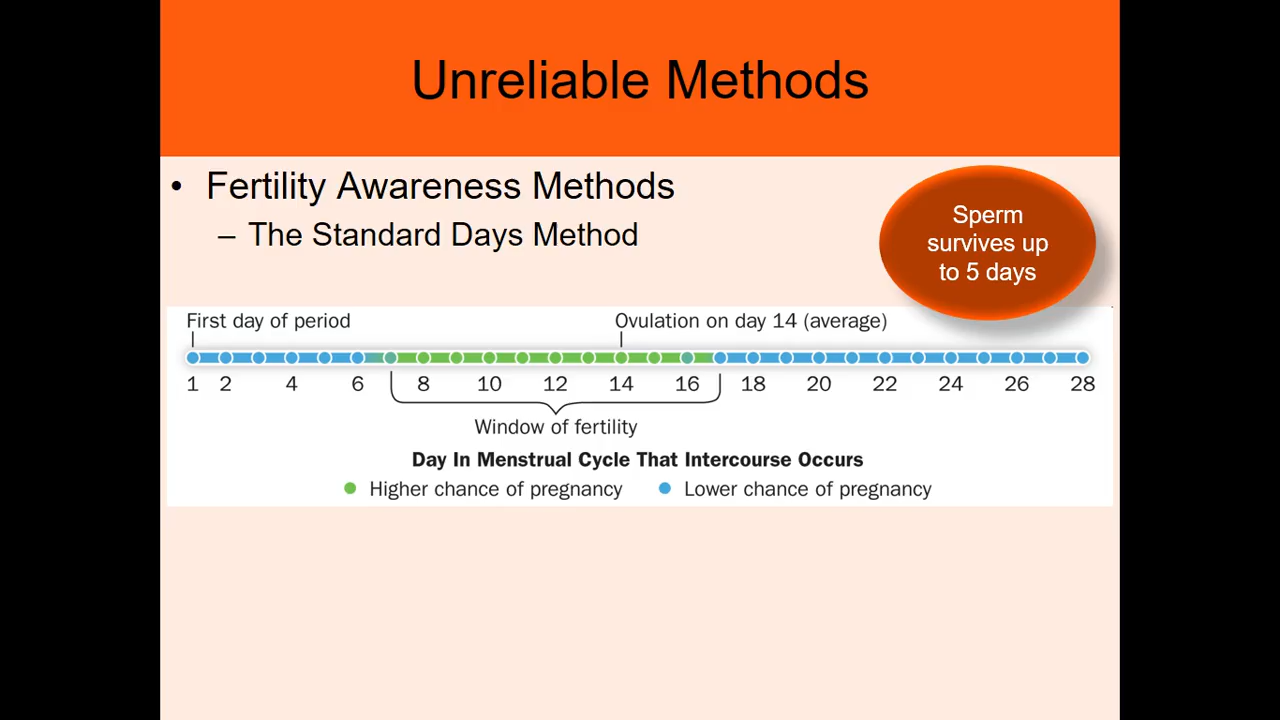 Unreliable Methods
• Fertility Awareness Methods
– The Standard Days Method
Sperm
survives up
to 5 days
First day of period
Ovulation on day 14 (average)
1 2 4 6 8 10 12 14 16 18 20 22 24 26 28
Window of fertility
Day In Menstrual Cycle That Intercourse Occurs
Higher chance of pregnancy
Lower chance of pregnancy